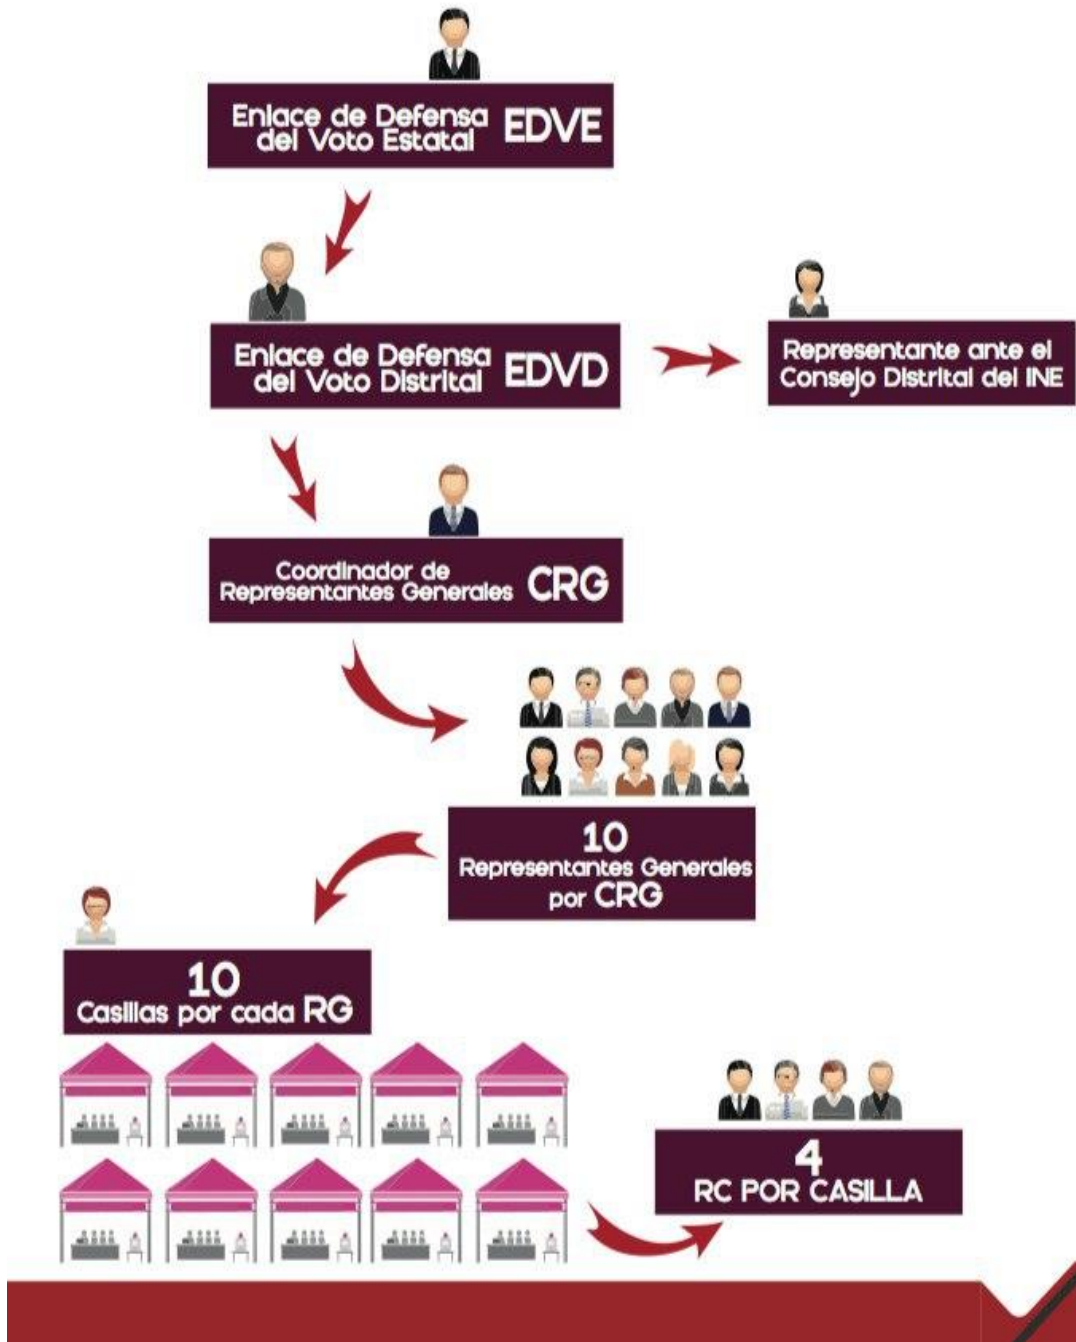 Enlace de Defensa
del Voto Estatal EDVE
Enlace de Defensa
del Voto Distrital EDVD
Representante ante el
Consejo Distrital del INE
Coordinador de
Representantes Generales CRG
10
Representantes Generales
por CRG
10
Casillas por cada RG
4
RC POR CASILLA